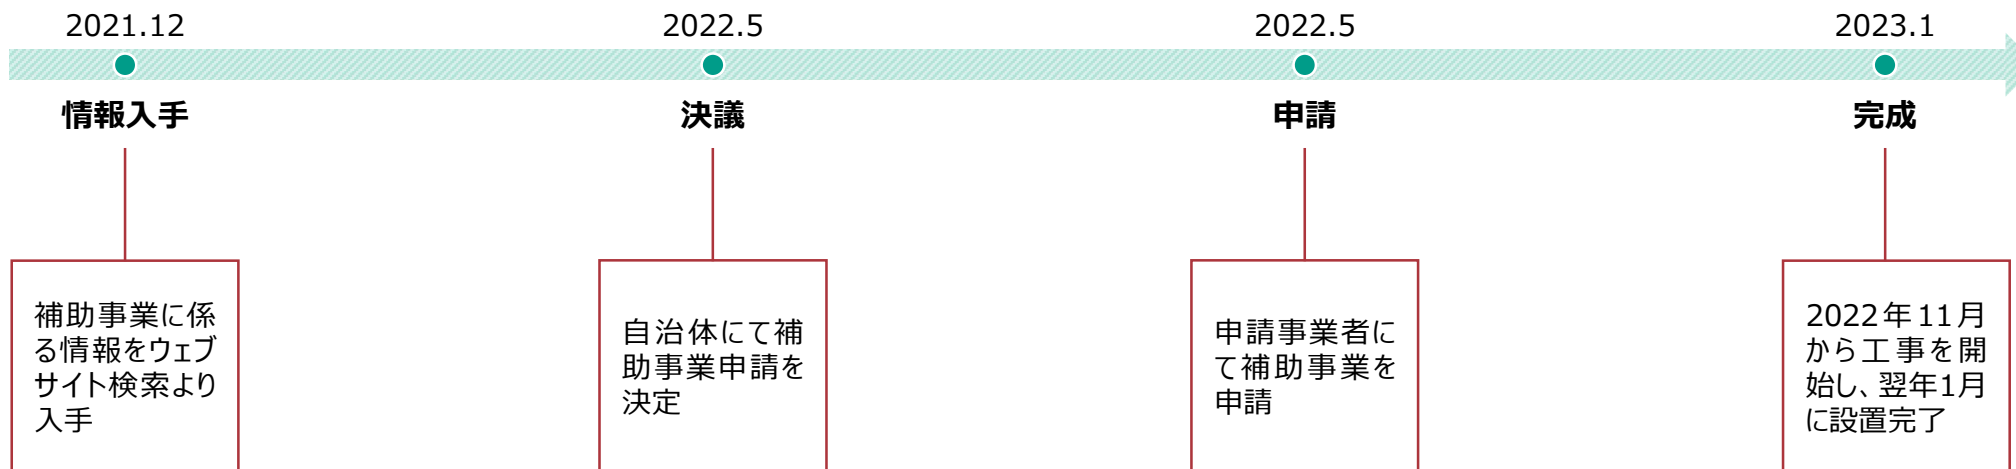 2021.12
2022.5
2022.5
2023.1
情報入手
決議
申請
完成
補助事業に係
る情報をウェブ
サイト検索より
入手
自治体にて補
助事業申請を
決定
申請事業者に
て補助事業を
申請
2022年11月
から工事を開
始し、翌年1月
に設置完了